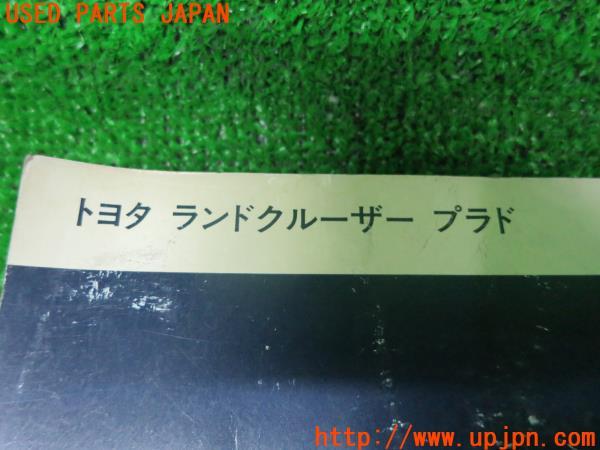 USED PARTS JAPAN
トヨタ ランドクルーザー プラド
http://www.upjpn.com/